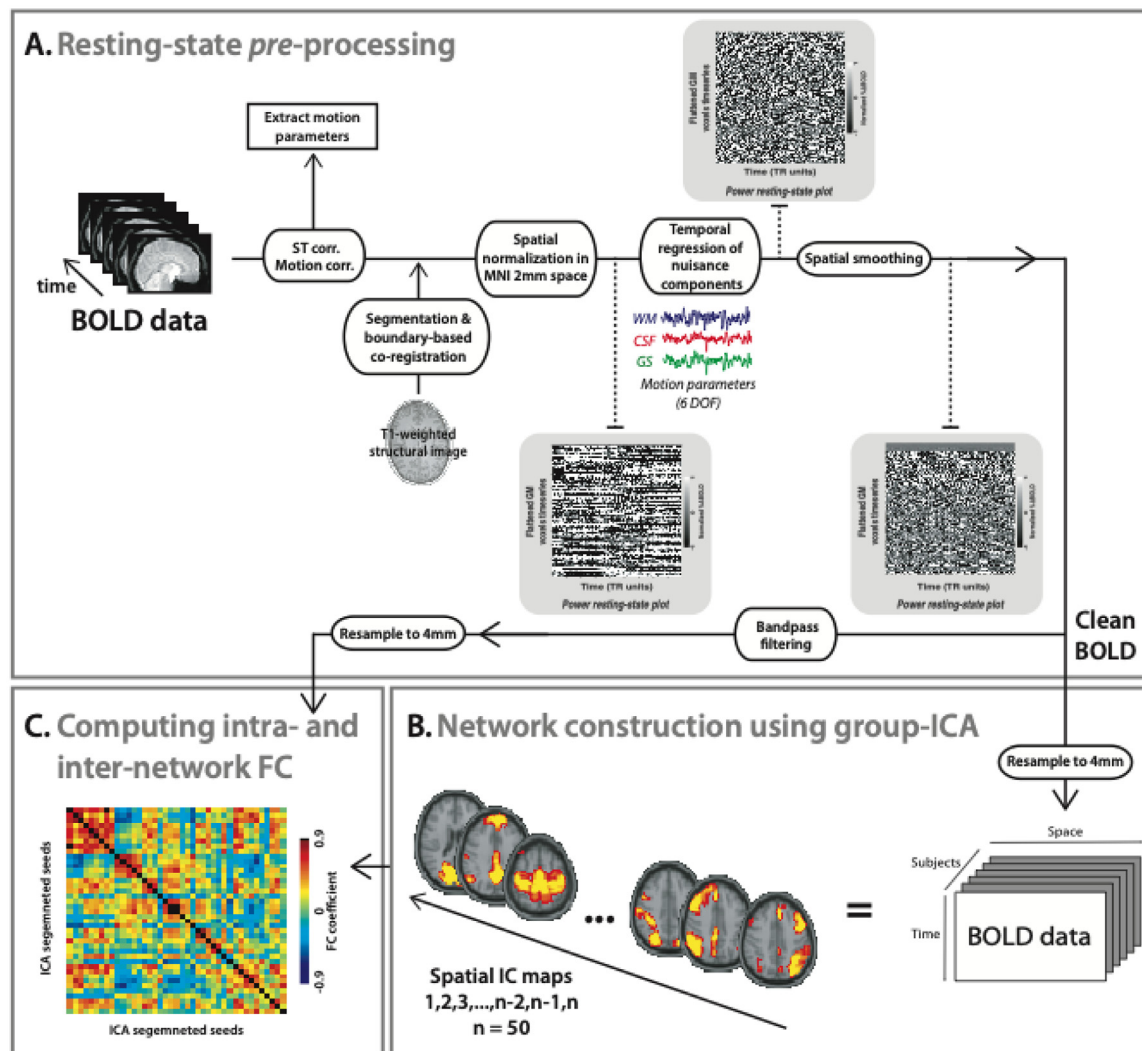 A. Resting-state pre-processing
Extract motion
parameters
time
BOLD data
ST corr.
Motion corr.
Segmentation &
boundary-based
co-registration
T1-weighted
structural image
Spatial
normalization in
MNI 2mm space
Temporal
regression of
nuisance
components
WM
CSF
GS
Motion parameters
(6 DOF)
Spatial smoothing
Flattened GM
voxels timeseries
Time (TR units)
Power resting-state plot
Flattened GM
voxels timeseries
Time (TR units)
Power resting-state plot
Flattened GM
voxels timeseries
Time (TR units)
Power resting-state plot
Clean
BOLD
Bandpass
filtering
Resample to 4mm
C. Computing intra- and
inter-network FC
ICA segemneted seeds
ICA segemneted seeds
0.9
0
-0.9
FC coefficient
B. Network construction using group-ICA
Resample to 4mm
Space
Subjects
Time
BOLD data
...
=
Spatial IC maps
1,2,3,...,n-2,n-1,n
n = 50